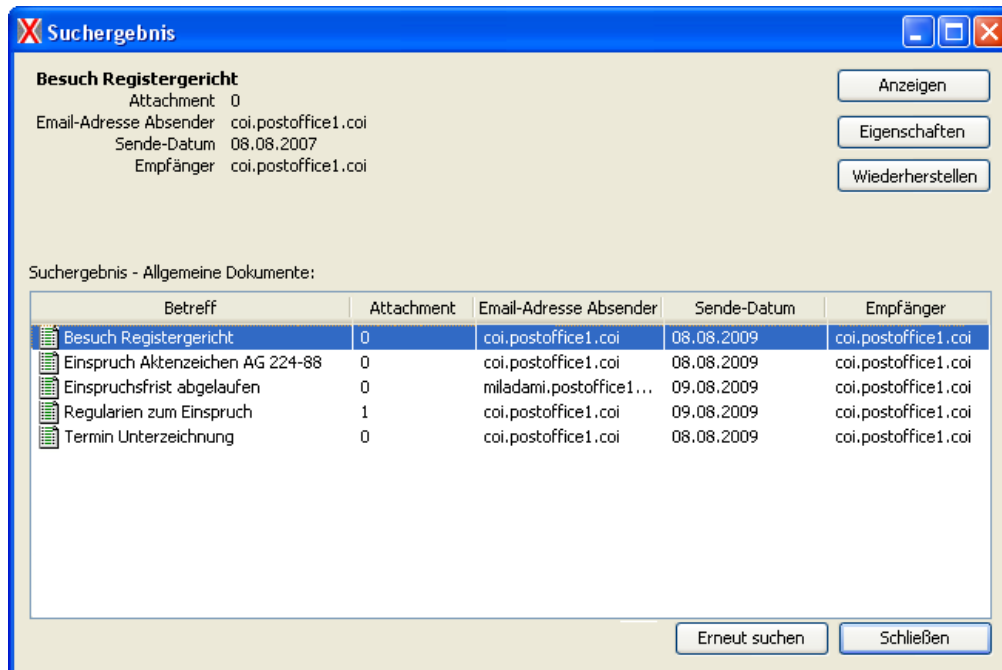 Suchergebnis
Besuch Registergericht
Anzeigen
Attachment 0
Email-Adresse Absender coi.postoffice1.coi
Eigenschaften
Sende-Datum 08.08.2007
Empfänger coi.postoffice1.coi
Wiederherstellen
Suchergebnis - Allgemeine Dokumente:
Betreff Attachment Email-Adresse Absender Sende-Datum Empfänger
Besuch Registergericht 0 coi.postoffice1.coi 08.08.2009 coi.postoffice1.coi
Einspruch Aktenzeichen AG 224-88 0 coi.postoffice1.coi 08.08.2009 coi.postoffice1.coi
Einspruchsfrist abgelaufen 0 miladami.postoffice1... 09.08.2009 coi.postoffice1.coi
Regularien zum Einspruch 1 coi.postoffice1.coi 09.08.2009 coi.postoffice1.coi
Termin Unterzeichnung 0 coi.postoffice1.coi 08.08.2009 coi.postoffice1.coi
Erneut suchen Schließen